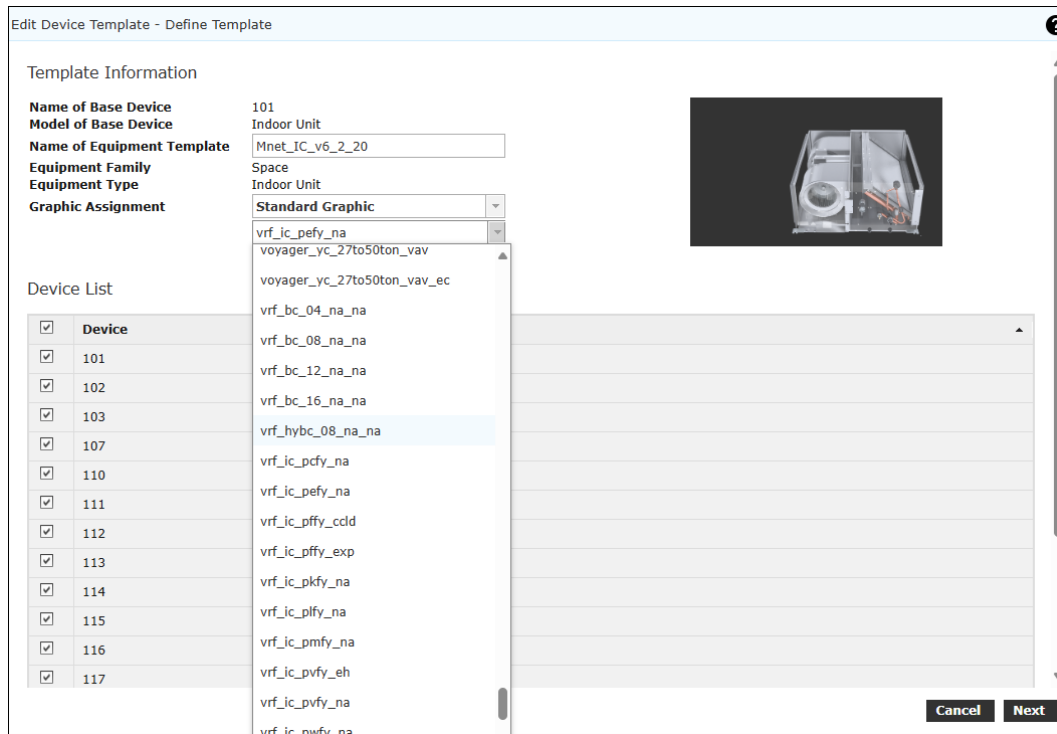 Edit Device Template - Define Template
?
Template Information
Name of Base Device 101
Model of Base Device Indoor Unit
Name of Equipment Template Mnet_IC_v6_2_20
Equipment Family Space
Equipment Type Indoor Unit
Graphic Assignment Standard Graphic
vrf_ic_pefy_na
voyager_yc_27to50ton_vav
voyager_yc_27to50ton_vav_ec
vrf_bc_04_na_na
vrf_bc_08_na_na
vrf_bc_12_na_na
vrf_bc_16_na_na
vrf_hybc_08_na_na
vrf_ic_pcfy_na
vrf_ic_pefy_na
vrf_ic_pffy_ccld
vrf_ic_pffy_exp
vrf_ic_pkfy_na
vrf_ic_plfy_na
vrf_ic_pmfy_na
vrf_ic_pvfy_eh
vrf_ic_pvfy_na
vrf_ic_pwfy_na
Device List
Device
101
102
103
107
110
111
112
113
114
115
116
117
Cancel Next